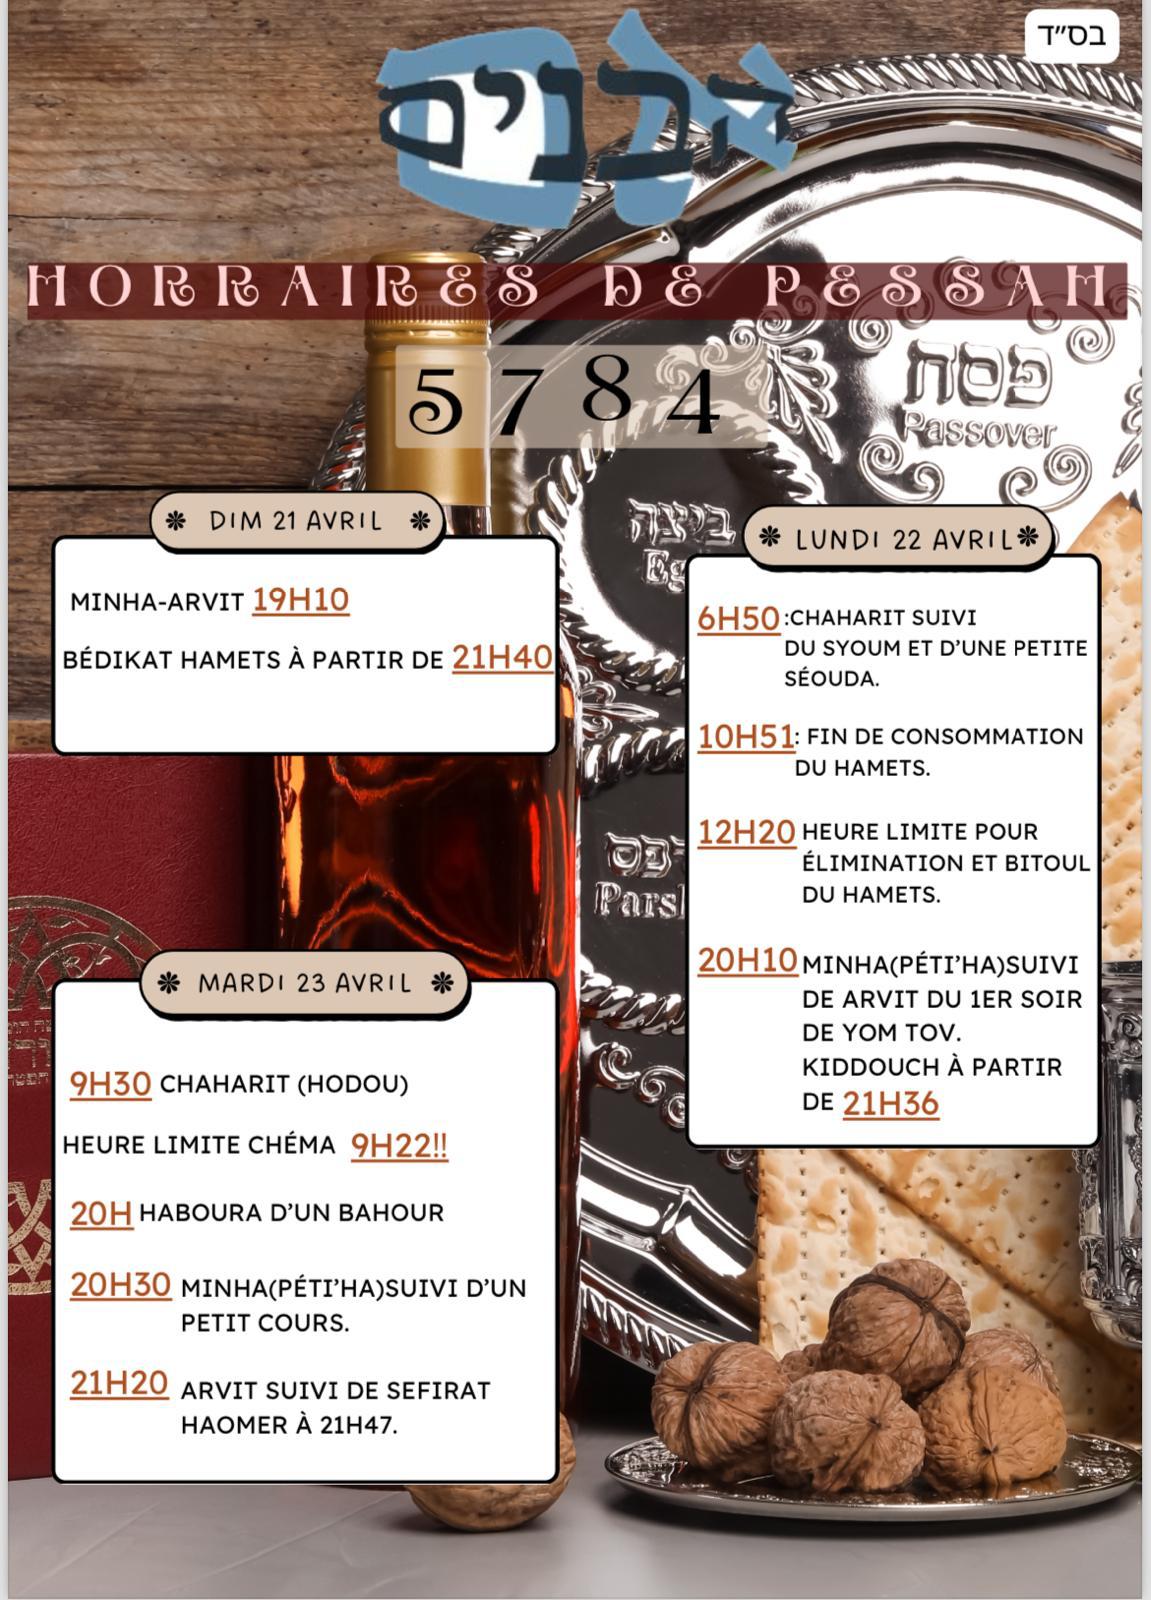 בס״ד
אבנים
HORRAIRES DE PESSAH
5784
פסח
Passover
ביצה
DIM 21 AVRIL
MINHA-ARVIT 19H10
BÉDIKAT HAMETS À PARTIR DE 21H40
LUNDI 22 AVRIL
6H50:CHAHARIT SUIVI
DU SYOUM ET D’UNE PETITE
SÉOUDA.
10H51: FIN DE CONSOMMATION
DU HAMETS.
12H20 HEURE LIMITE POUR
ÉLIMINATION ET BITOUL
DU HAMETS.
20H10 MINHA(PÉTI’HA)SUIVI
DE ARVIT DU 1ER SOIR
DE YOM TOV.
KIDDOUCH À PARTIR
DE 21H36
MARDI 23 AVRIL
9H30 CHAHARIT (HODOU)
HEURE LIMITE CHÉMA 9H22!!
20H HABOURA D’UN BAHOUR
20H30 MINHA(PÉTI’HA)SUIVI D’UN
PETIT COURS.
21H20 ARVIT SUIVI DE SEFIRAT
HAOMER À 21H47.